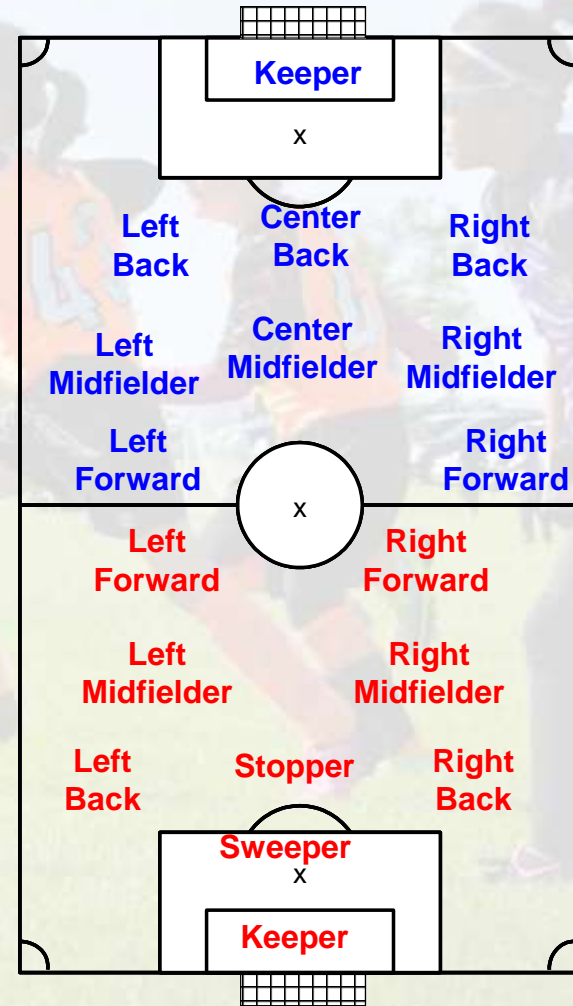 Keeper
x
Left
Back
Center
Back
Right
Back
Left
Midfielder
Center
Midfielder
Right
Midfielder
Left
Forward
Right
Forward
x
Left
Forward
Right
Forward
Left
Midfielder
Right
Midfielder
Left
Back
Stopper
Right
Back
Sweeper
x
Keeper